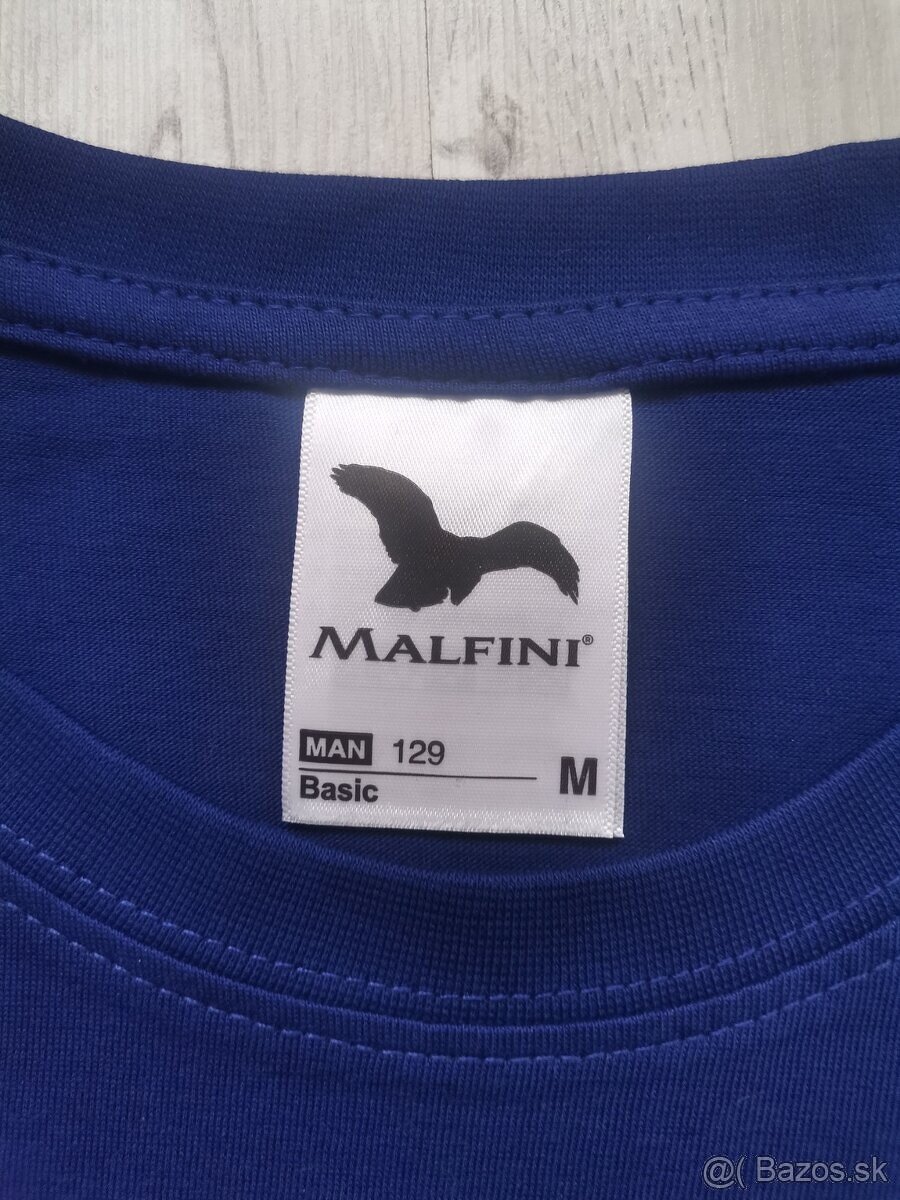 MALFINI®
MAN 129
Basic
M
@( Bazos.sk